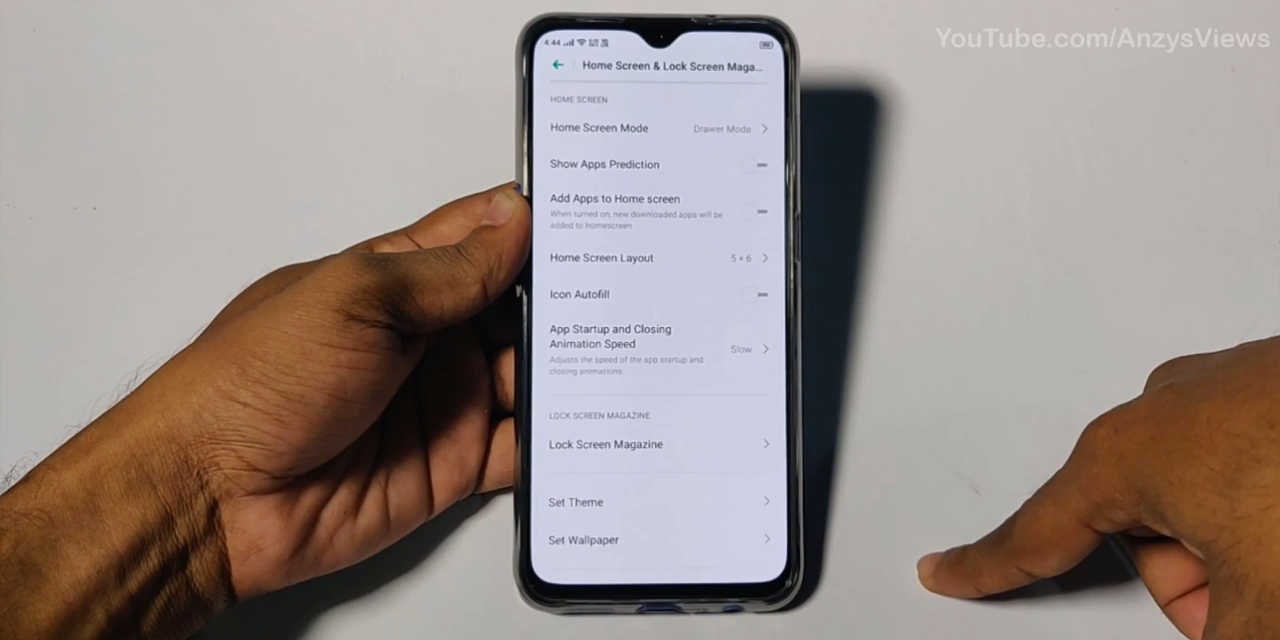 YouTube.com/AnzysViews
4:44
Home Screen & Lock Screen Maga...
HOME SCREEN
Home Screen Mode Drawer Mode
Show Apps Prediction
Add Apps to Home screen
When turned on, new downloaded apps will be
added to homescreen
Home Screen Layout 5 × 6
Icon Autofill
App Startup and Closing
Animation Speed
Slow
Adjusts the speed of the app startup and
closing animations.
LOCK SCREEN MAGAZINE
Lock Screen Magazine
Set Theme
Set Wallpaper